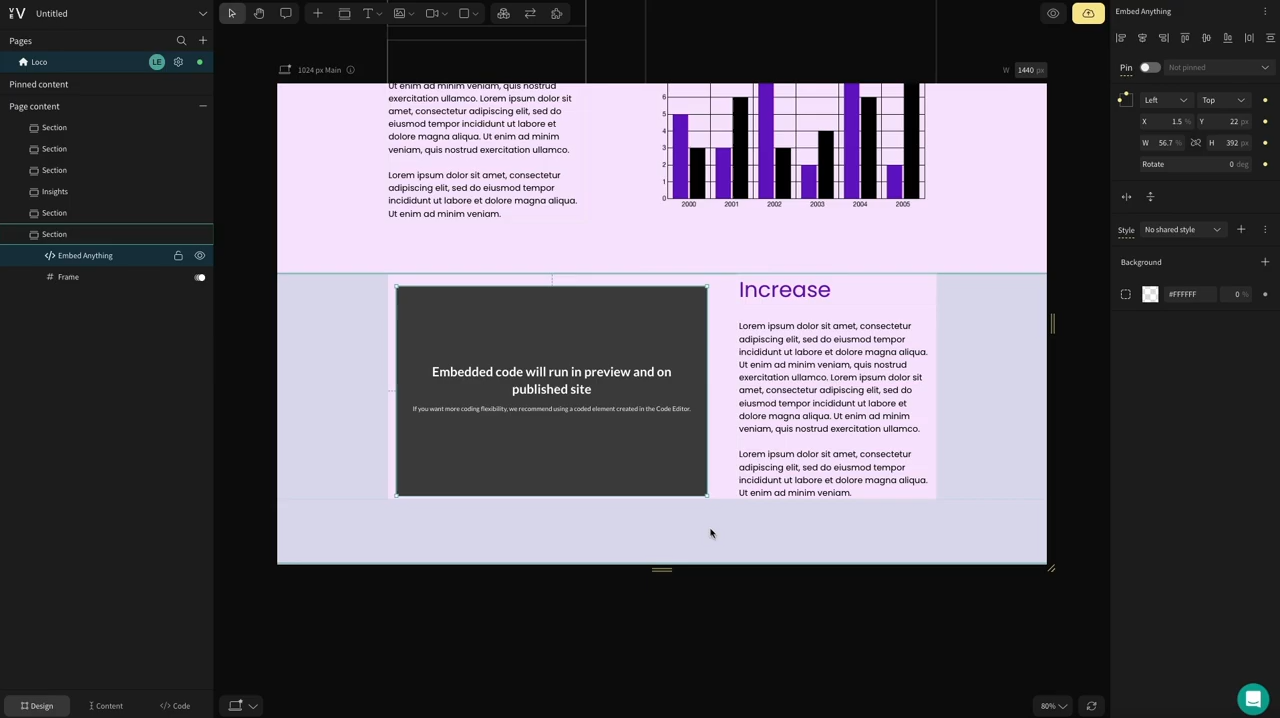 Untitled
Embed Anything
Pages
Loco
LE
Pinned content
Page content
Section
Section
Section
Insights
Section
Section
Embed Anything
Frame
Design
Content
Code
1024 px Main
W 1440 px
Ut enim ad minim veniam, quis nostrud
exercitation ullamco. Lorem ipsum dolor sit
amet, consectetur adipiscing elit, sed do
eiusmod tempor incididunt ut labore et
dolore magna aliqua. Ut enim ad minim
veniam, quis nostrud exercitation ullamco.
Lorem ipsum dolor sit amet, consectetur
adipiscing elit, sed do eiusmod tempor
incididunt ut labore et dolore magna aliqua.
Ut enim ad minim veniam.
6
5
4
3
2
1
0
2000 2001 2002 2003 2004 2005
Embedded code will run in preview and on
published site
If you want more coding flexibility, we recommend using a coded element created in the Code Editor.
Increase
Lorem ipsum dolor sit amet, consectetur
adipiscing elit, sed do eiusmod tempor
incididunt ut labore et dolore magna aliqua.
Ut enim ad minim veniam, quis nostrud
exercitation ullamco. Lorem ipsum dolor sit
amet, consectetur adipiscing elit, sed do
eiusmod tempor incididunt ut labore et
dolore magna aliqua. Ut enim ad minim
veniam, quis nostrud exercitation ullamco.
Lorem ipsum dolor sit amet, consectetur
adipiscing elit, sed do eiusmod tempor
incididunt ut labore et dolore magna aliqua.
Ut enim ad minim veniam.
80%
Pin Not pinned
Left Top
X 1.5 % Y 22 px
W 56.7 % H 392 px
Rotate 0 deg
Style No shared style
Background
#FFFFFF 0 %